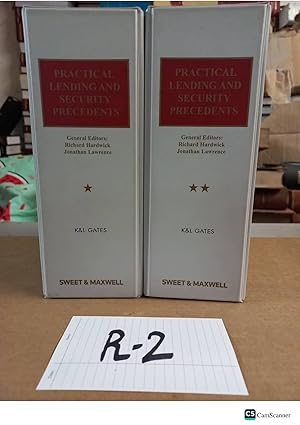 PRACTICAL
LENDING AND
SECURITY
PRECEDENTS
General Editors:
Richard Hardwick
Jonathan Lawrence
★
K&L GATES
SWEET & MAXWELL
PRACTICAL
LENDING AND
SECURITY
PRECEDENTS
General Editors:
Richard Hardwick
Jonathan Lawrence
★★
K&L GATES
SWEET & MAXWELL
R-2
CS CamScanner